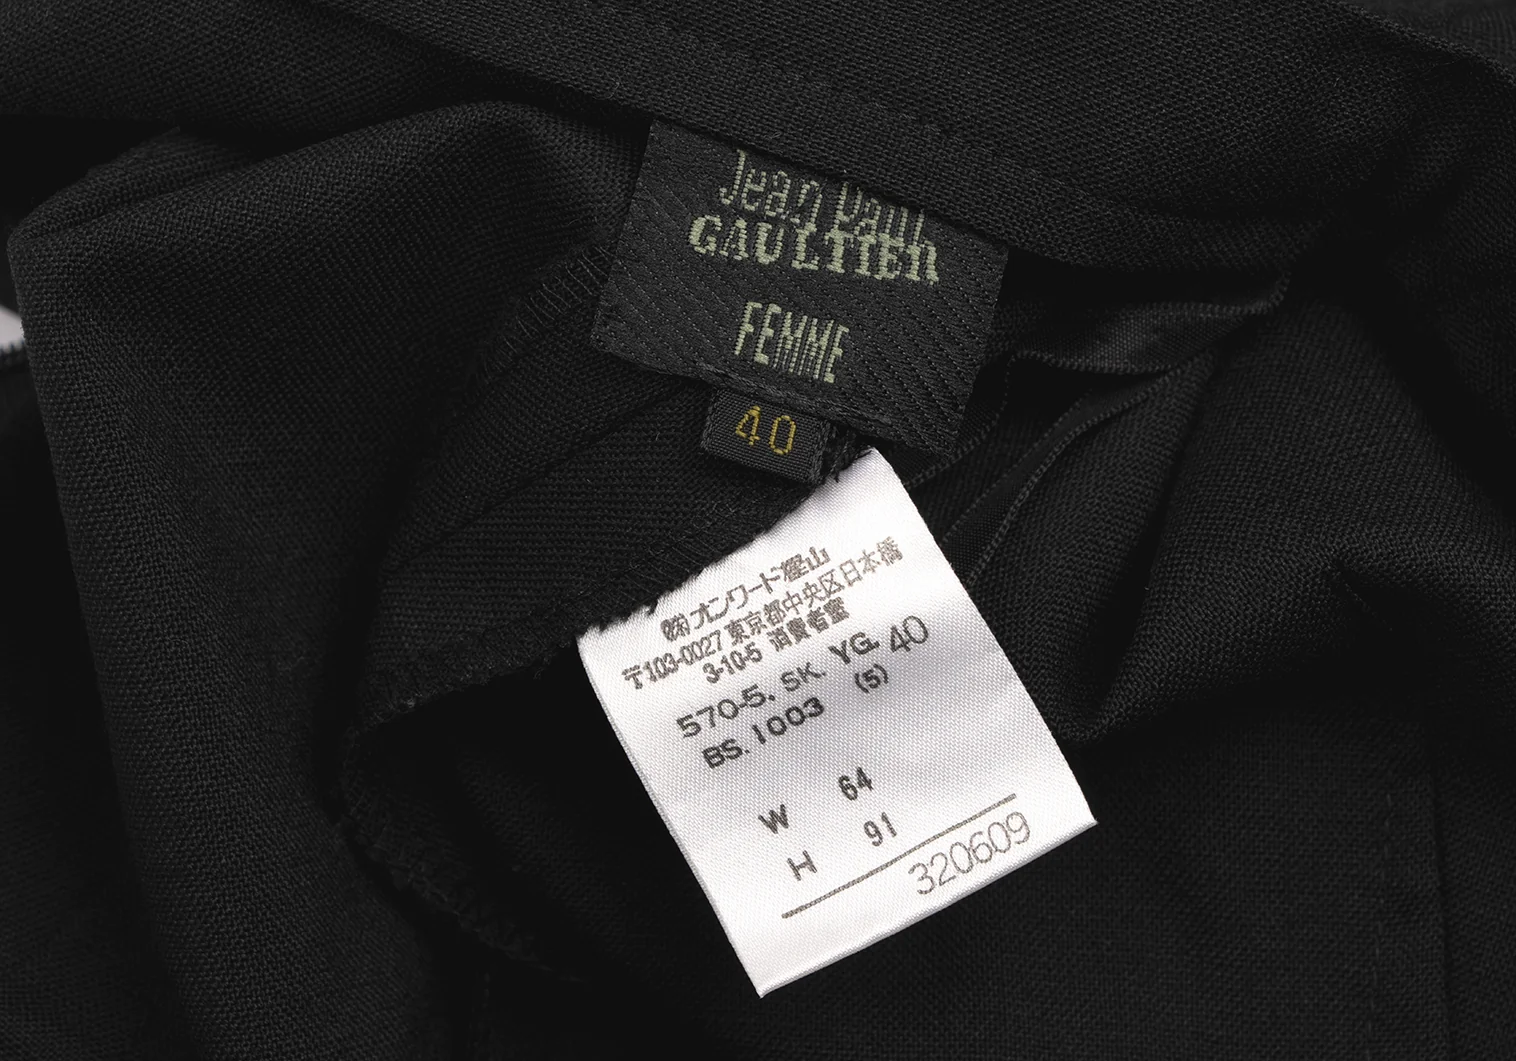 Jean Paul
GAULTIER
FEMME
40
㈱オンワード樫山
〒103-0027 東京都中央区日本橋
3-10-5 消費者室
570-5. SK. YG. 40
BS. 1003 (5)
W 64
H 91
320609